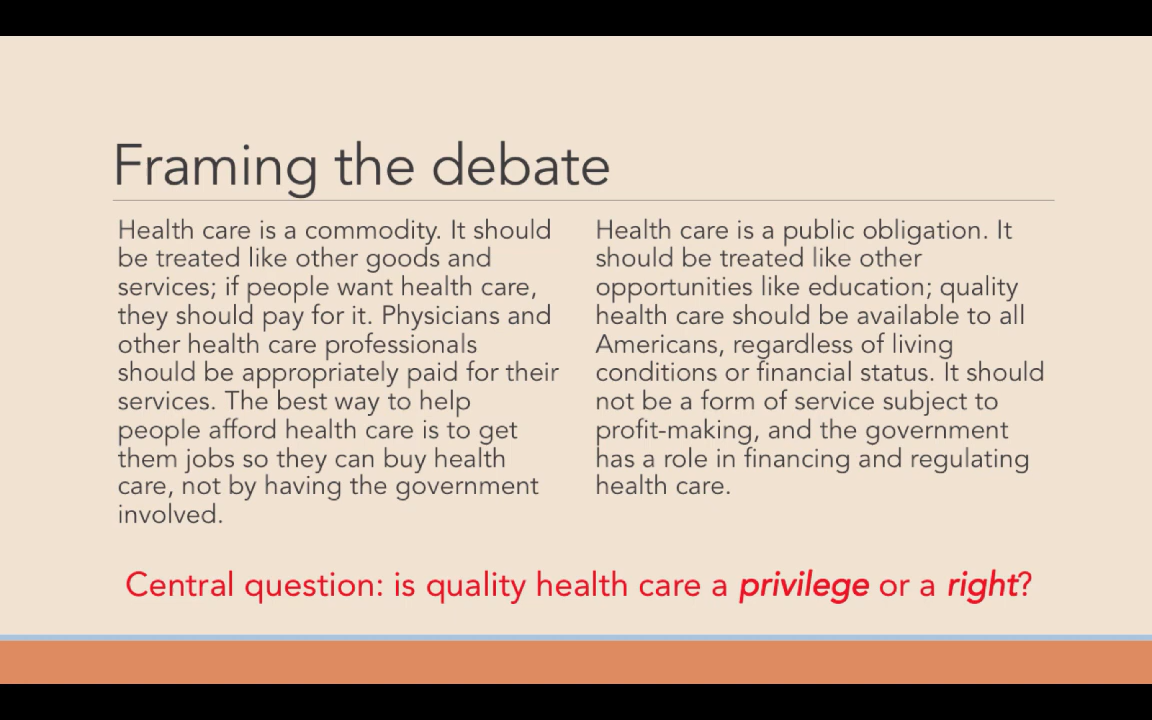 Framing the debate
Health care is a commodity. It should
be treated like other goods and
services; if people want health care,
they should pay for it. Physicians and
other health care professionals
should be appropriately paid for their
services. The best way to help
people afford health care is to get
them jobs so they can buy health
care, not by having the government
involved.
Health care is a public obligation. It
should be treated like other
opportunities like education; quality
health care should be available to all
Americans, regardless of living
conditions or financial status. It should
not be a form of service subject to
profit-making, and the government
has a role in financing and regulating
health care.
Central question: is quality health care a privilege or a right?